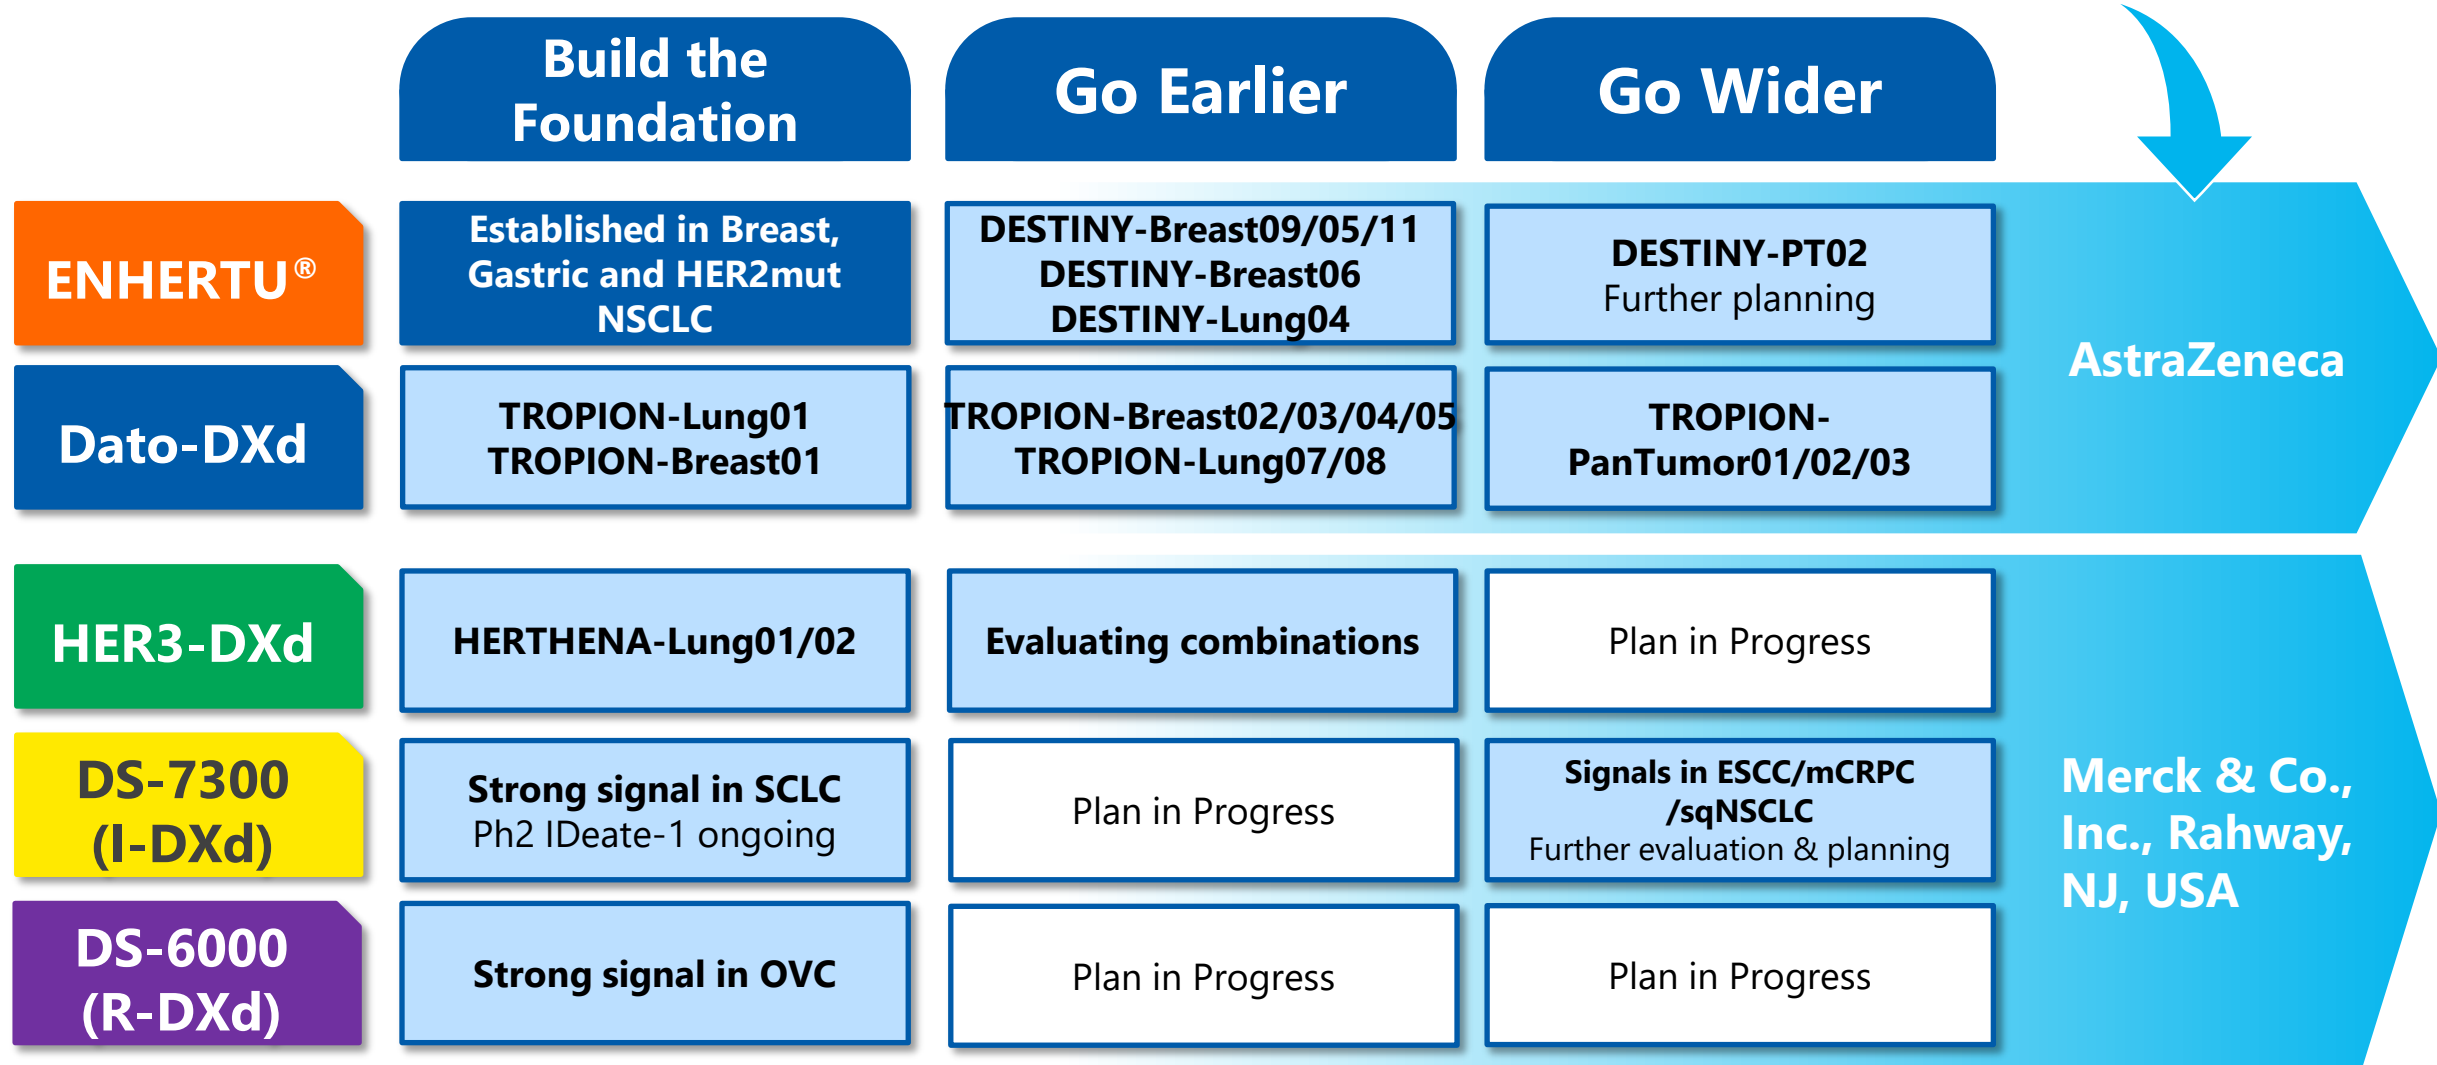 Build the
Foundation
Go Earlier
Go Wider
ENHERTU®
Established in Breast,
Gastric and HER2mut
NSCLC
DESTINY-Breast09/05/11
DESTINY-Breast06
DESTINY-Lung04
DESTINY-PT02
Further planning
AstraZeneca
Dato-DXd
TROPION-Lung01
TROPION-Breast01
TROPION-Breast02/03/04/05
TROPION-Lung07/08
TROPION-
PanTumor01/02/03
HER3-DXd
HERTHENA-Lung01/02
Evaluating combinations
Plan in Progress
DS-7300
(I-DXd)
Strong signal in SCLC
Ph2 IDeate-1 ongoing
Plan in Progress
Signals in ESCC/mCRPC
/sqNSCLC
Further evaluation & planning
Merck & Co.,
Inc., Rahway,
NJ, USA
DS-6000
(R-DXd)
Strong signal in OVC
Plan in Progress
Plan in Progress